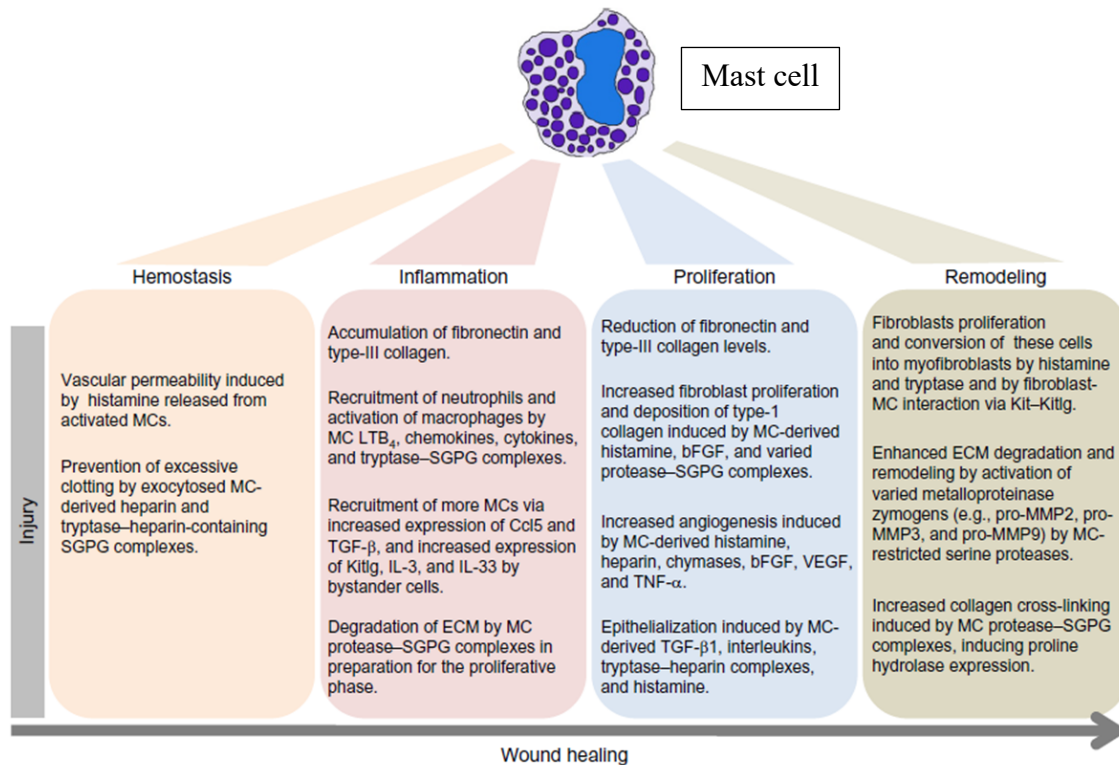 Mast cell
Hemostasis
Inflammation
Proliferation
Remodeling
Injury
Vascular permeability induced
by histamine released from
activated MCs.
Prevention of excessive
clotting by exocytosed MC-
derived heparin and
tryptase–heparin-containing
SGPG complexes.
Accumulation of fibronectin and
type-III collagen.
Recruitment of neutrophils and
activation of macrophages by
MC LTB₄, chemokines, cytokines,
and tryptase–SGPG complexes.
Recruitment of more MCs via
increased expression of Ccl5 and
TGF-β, and increased expression
of Kitlg, IL-3, and IL-33 by
bystander cells.
Degradation of ECM by MC
protease–SGPG complexes in
preparation for the proliferative
phase.
Reduction of fibronectin and
type-III collagen levels.
Increased fibroblast proliferation
and deposition of type-1
collagen induced by MC-derived
histamine, bFGF, and varied
protease–SGPG complexes.
Increased angiogenesis induced
by MC-derived histamine,
heparin, chymases, bFGF, VEGF,
and TNF-α.
Epithelialization induced by MC-
derived TGF-β1, interleukins,
tryptase–heparin complexes,
and histamine.
Fibroblasts proliferation
and conversion of these cells
into myofibroblasts by histamine
and tryptase and by fibroblast-
MC interaction via Kit–Kitlg.
Enhanced ECM degradation and
remodeling by activation of
varied metalloproteinase
zymogens (e.g., pro-MMP2, pro-
MMP3, and pro-MMP9) by MC-
restricted serine proteases.
Increased collagen cross-linking
induced by MC protease–SGPG
complexes, inducing proline
hydrolase expression.
Wound healing